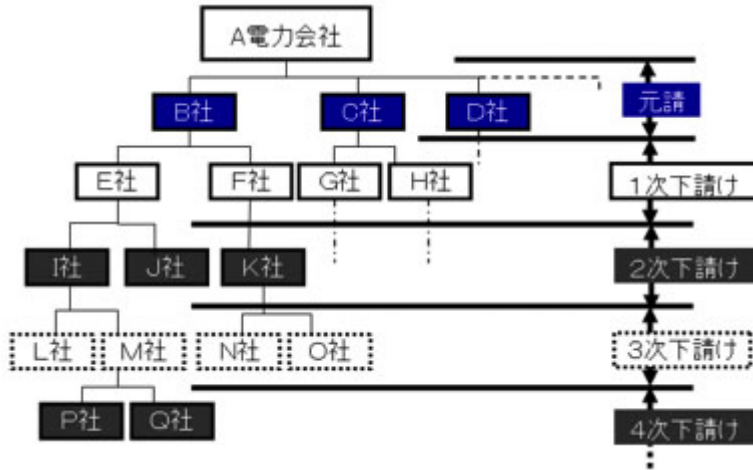 A電力会社
B社 C社 D社 元請
E社 F社 G社 H社 1次下請け
I社 J社 K社 2次下請け
L社 M社 N社 O社 3次下請け
P社 Q社 4次下請け